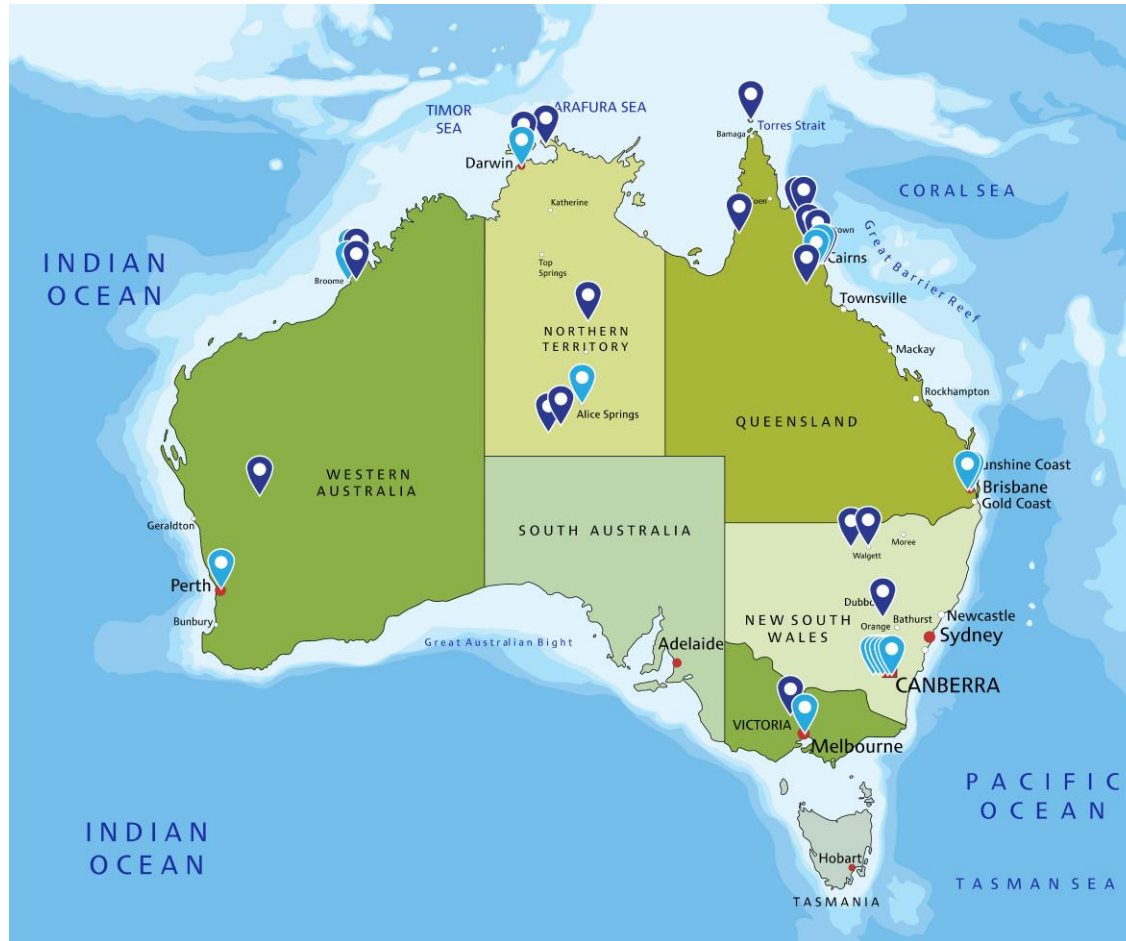 TIMOR
SEA
ARAFURA SEA
Torres Strait
Bamaga
Darwin
CORAL SEA
Katherine
INDIAN
OCEAN
Top
Springs
Broome
Cairns
Great Barrier Reef
Townsville
NORTHERN
TERRITORY
Mackay
Rockhampton
Alice Springs
QUEENSLAND
WESTERN
AUSTRALIA
Brisbane
Gold Coast
Geraldton
SOUTH AUSTRALIA
Moree
Walgett
Perth
Bunbury
NEW SOUTH
WALES
Orange
Bathurst
Newcastle
Sydney
Great Australian Bight
Adelaide
CANBERRA
VICTORIA
Melbourne
PACIFIC
OCEAN
INDIAN
OCEAN
Hobart
TASMANIA
TASMAN SEA